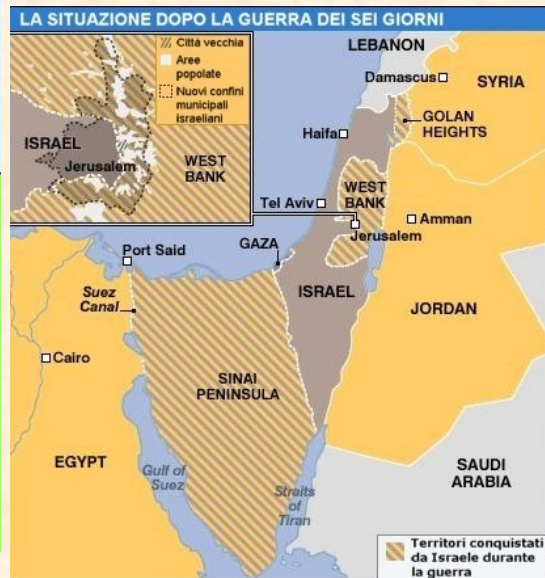 LA SITUAZIONE DOPO LA GUERRA DEI SEI GIORNI
Città vecchia
Aree
popolate
Nuovi confini
municipali
israeliani
ISRAEL
Jerusalem
WEST
BANK
LEBANON
Damascus
SYRIA
GOLAN
HEIGHTS
Haifa
WEST
BANK
Tel Aviv
Amman
Jerusalem
Port Said
GAZA
Suez
Canal
ISRAEL
JORDAN
Cairo
SINAI
PENINSULA
EGYPT
Gulf of
Suez
Straits
of
Tiran
SAUDI
ARABIA
Territori conquistati
da Israele durante
la guerra